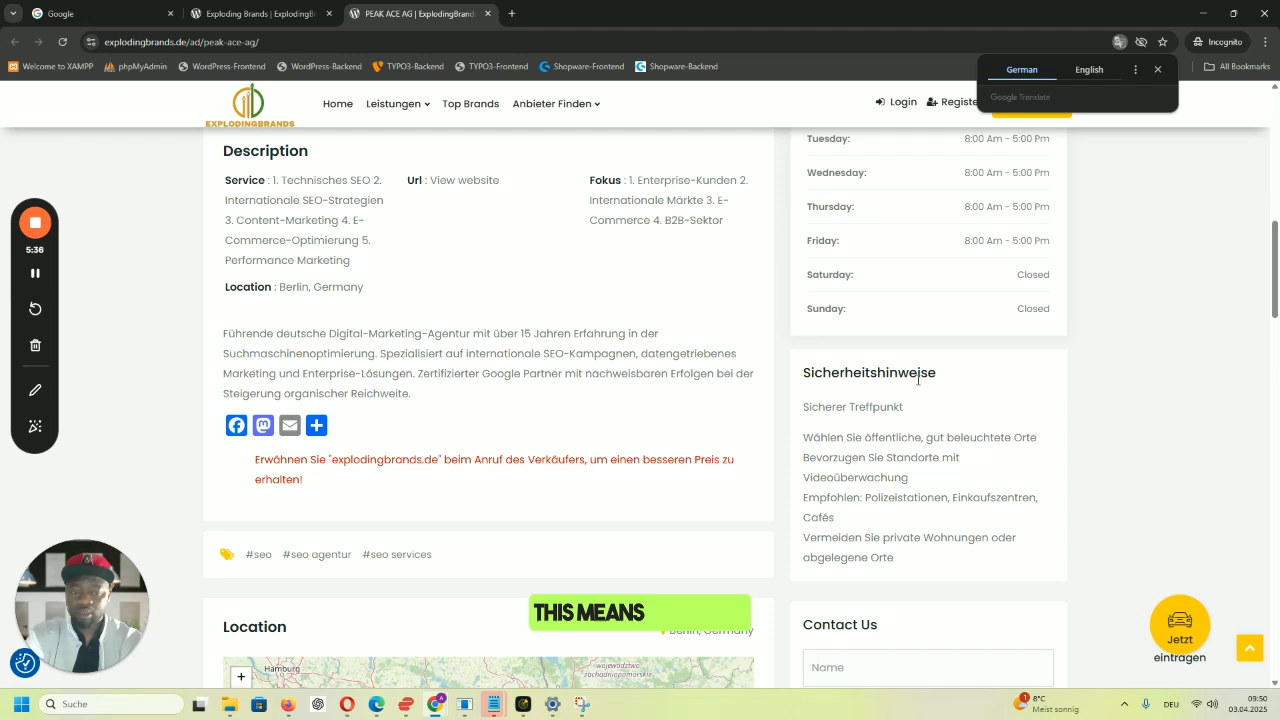 Google
Exploding Brands | ExplodingBran
PEAK ACE AG | ExplodingBrands
explodingbrands.de/ad/peak-ace-ag/
Incognito
Welcome to XAMPP
phpMyAdmin
WordPress-Frontend
WordPress-Backend
TYPO3-Backend
TYPO3-Frontend
Shopware-Frontend
Shopware-Backend
All Bookmarks
German
English
Google Translate
EXPLODINGBRANDS
Home
Leistungen
Top Brands
Anbieter Finden
Login
Registe
5:36
Description
Service : 1. Technisches SEO 2.
Internationale SEO-Strategien
3. Content-Marketing 4. E-
Commerce-Optimierung 5.
Performance Marketing
Url : View website
Fokus : 1. Enterprise-Kunden 2.
Internationale Märkte 3. E-
Commerce 4. B2B-Sektor
Location : Berlin, Germany
Führende deutsche Digital-Marketing-Agentur mit über 15 Jahren Erfahrung in der
Suchmaschinenoptimierung. Spezialisiert auf internationale SEO-Kampagnen, datengetriebenes
Marketing und Enterprise-Lösungen. Zertifizierter Google Partner mit nachweisbaren Erfolgen bei der
Steigerung organischer Reichweite.
Erwähnen Sie "explodingbrands.de" beim Anruf des Verkäufers, um einen besseren Preis zu
erhalten!
#seo
#seo agentur
#seo services
THIS MEANS
Location
Berlin, Germany
Hamburg
województwo
zachodniopomorskie
+
Tuesday: 8:00 Am - 5:00 Pm
Wednesday: 8:00 Am - 5:00 Pm
Thursday: 8:00 Am - 5:00 Pm
Friday: 8:00 Am - 5:00 Pm
Saturday: Closed
Sunday: Closed
Sicherheitshinweise
Sicherer Treffpunkt
Wählen Sie öffentliche, gut beleuchtete Orte
Bevorzugen Sie Standorte mit
Videoüberwachung
Empfohlen: Polizeistationen, Einkaufszentren,
Cafés
Vermeiden Sie private Wohnungen oder
abgelegene Orte
Contact Us
Name
Jetzt
eintragen
Suche
1
8°C
Meist sonnig
DEU
09:50
03.04.2025